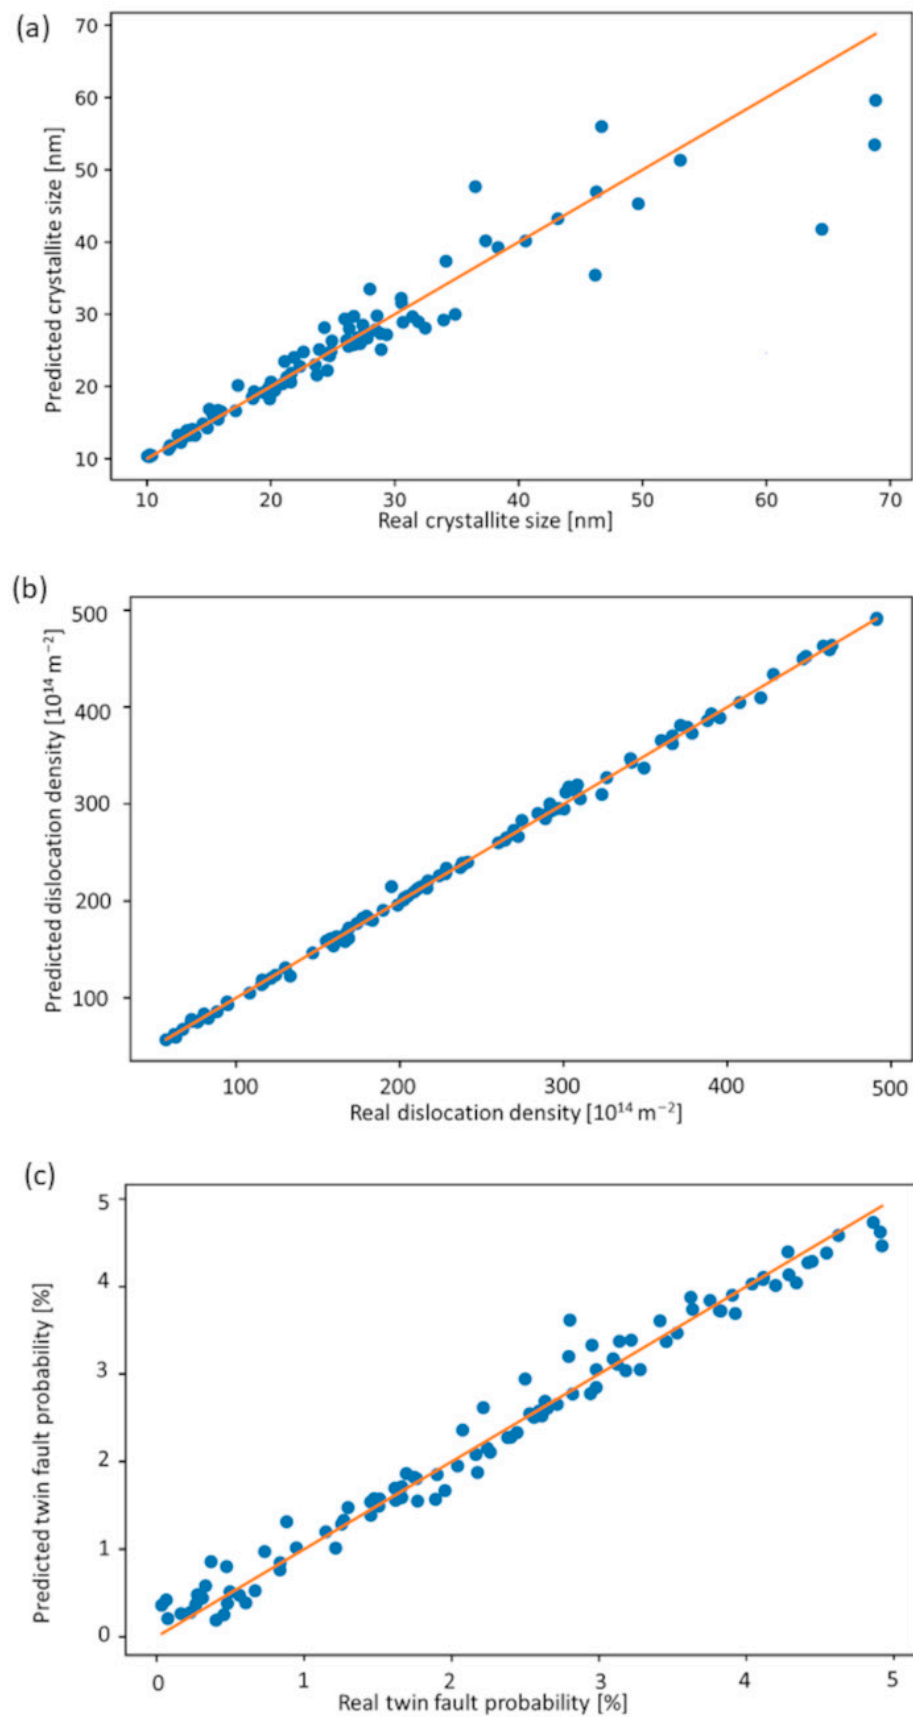 (a)
70
60
50
40
30
20
10
Predicted crystallite size [nm]
10 20 30 40 50 60 70
Real crystallite size [nm]
(b)
500
400
300
200
100
Predicted dislocation density [10¹⁴ m⁻²]
100 200 300 400 500
Real dislocation density [10¹⁴ m⁻²]
(c)
5
4
3
2
1
0
Predicted twin fault probability [%]
0 1 2 3 4 5
Real twin fault probability [%]